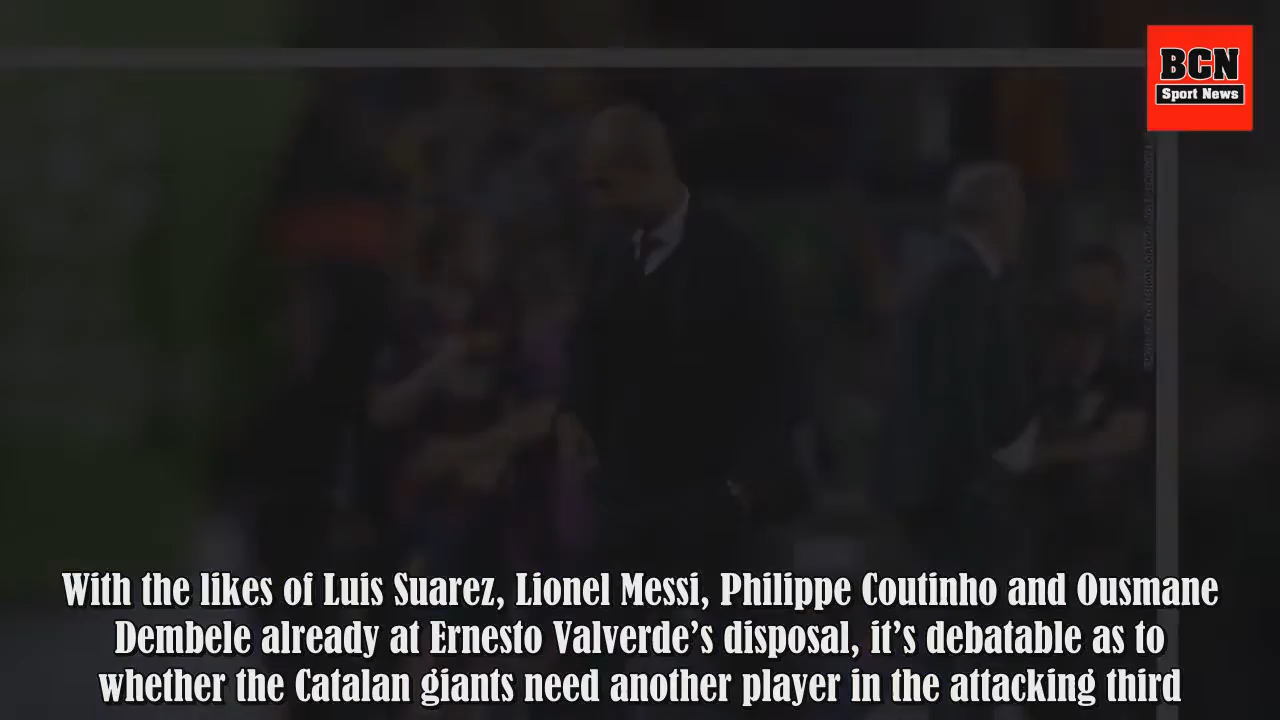 BCN
Sport News
With the likes of Luis Suarez, Lionel Messi, Philippe Coutinho and Ousmane
Dembele already at Ernesto Valverde’s disposal, it’s debatable as to
whether the Catalan giants need another player in the attacking third